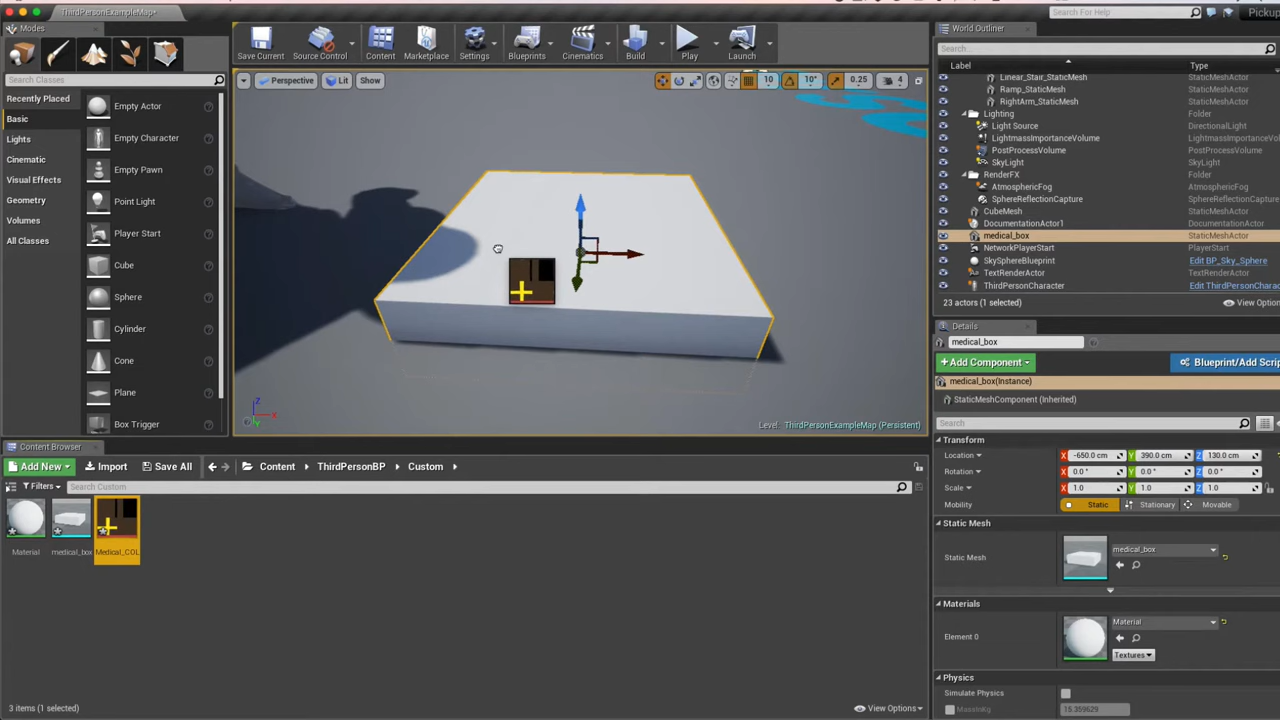 ThirdPersonExampleMap*
Search For Help
Pickup
Modes
Search Classes
Recently Placed
Basic
Lights
Cinematic
Visual Effects
Geometry
Volumes
All Classes
Empty Actor
Empty Character
Empty Pawn
Point Light
Player Start
Cube
Sphere
Cylinder
Cone
Plane
Box Trigger
Save Current
Source Control
Content
Marketplace
Settings
Blueprints
Cinematics
Build
Play
Launch
Perspective
Lit
Show
10
10°
0.25
4
Z
X
Y
Level: ThirdPersonExampleMap (Persistent)
World Outliner
Search...
Label
Type
Linear_Stair_StaticMesh StaticMeshActor
Ramp_StaticMesh StaticMeshActor
RightArm_StaticMesh StaticMeshActor
Lighting Folder
Light Source DirectionalLight
LightmassImportanceVolume LightmassImportanceVolume
PostProcessVolume PostProcessVolume
SkyLight SkyLight
RenderFX Folder
AtmosphericFog AtmosphericFog
SphereReflectionCapture SphereReflectionCapture
CubeMesh StaticMeshActor
DocumentationActor1 DocumentationActor
medical_box StaticMeshActor
NetworkPlayerStart PlayerStart
SkySphereBlueprint Edit BP_Sky_Sphere
TextRenderActor TextRenderActor
ThirdPersonCharacter Edit ThirdPersonCharac
23 actors (1 selected)
View Option
Details
medical_box
+Add Component
Blueprint/Add Scrip
medical_box(Instance)
StaticMeshComponent (Inherited)
Search
Transform
Location X -650.0 cm Y 390.0 cm Z 130.0 cm
Rotation X 0.0° Y 0.0° Z 0.0°
Scale X 1.0 Y 1.0 Z 1.0
Mobility Static Stationary Movable
Static Mesh
Static Mesh medical_box
Materials
Element 0 Material
Textures
Physics
Simulate Physics
MassInKg 15.359629
Content Browser
Add New
Import
Save All
Content
ThirdPersonBP
Custom
Filters
Search Custom
Material
medical_box
Medical_COL
3 items (1 selected)
View Options